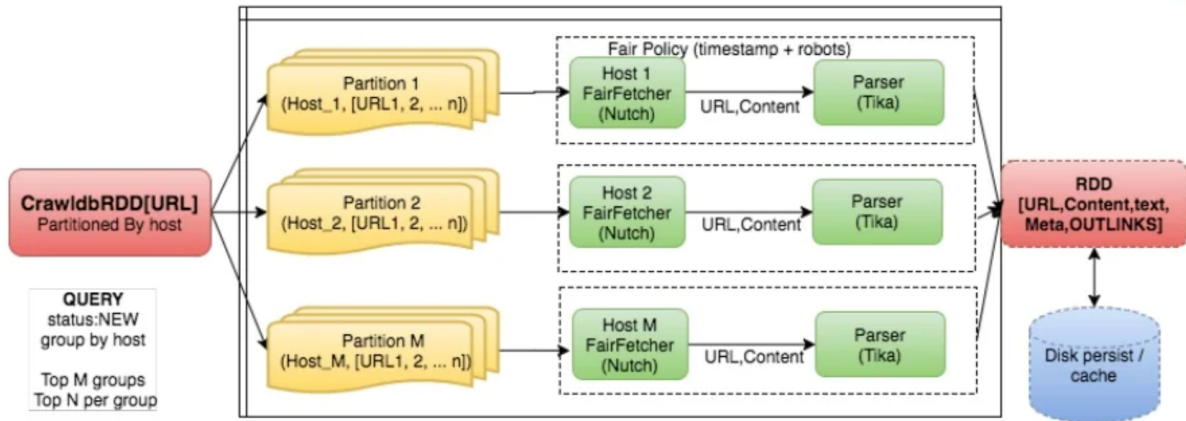 CrawldbRDD[URL]
Partitioned By host
QUERY
status:NEW
group by host
Top M groups
Top N per group
Partition 1
(Host_1, [URL1, 2, ... n])
Partition 2
(Host_2, [URL1, 2, ... n])
Partition M
(Host_M, [URL1, 2, ... n])
Fair Policy (timestamp + robots)
Host 1
FairFetcher
(Nutch)
URL,Content
Parser
(Tika)
Host 2
FairFetcher
(Nutch)
URL,Content
Parser
(Tika)
Host M
FairFetcher
(Nutch)
URL,Content
Parser
(Tika)
RDD
[URL,Content,text,
Meta,OUTLINKS]
Disk persist /
cache